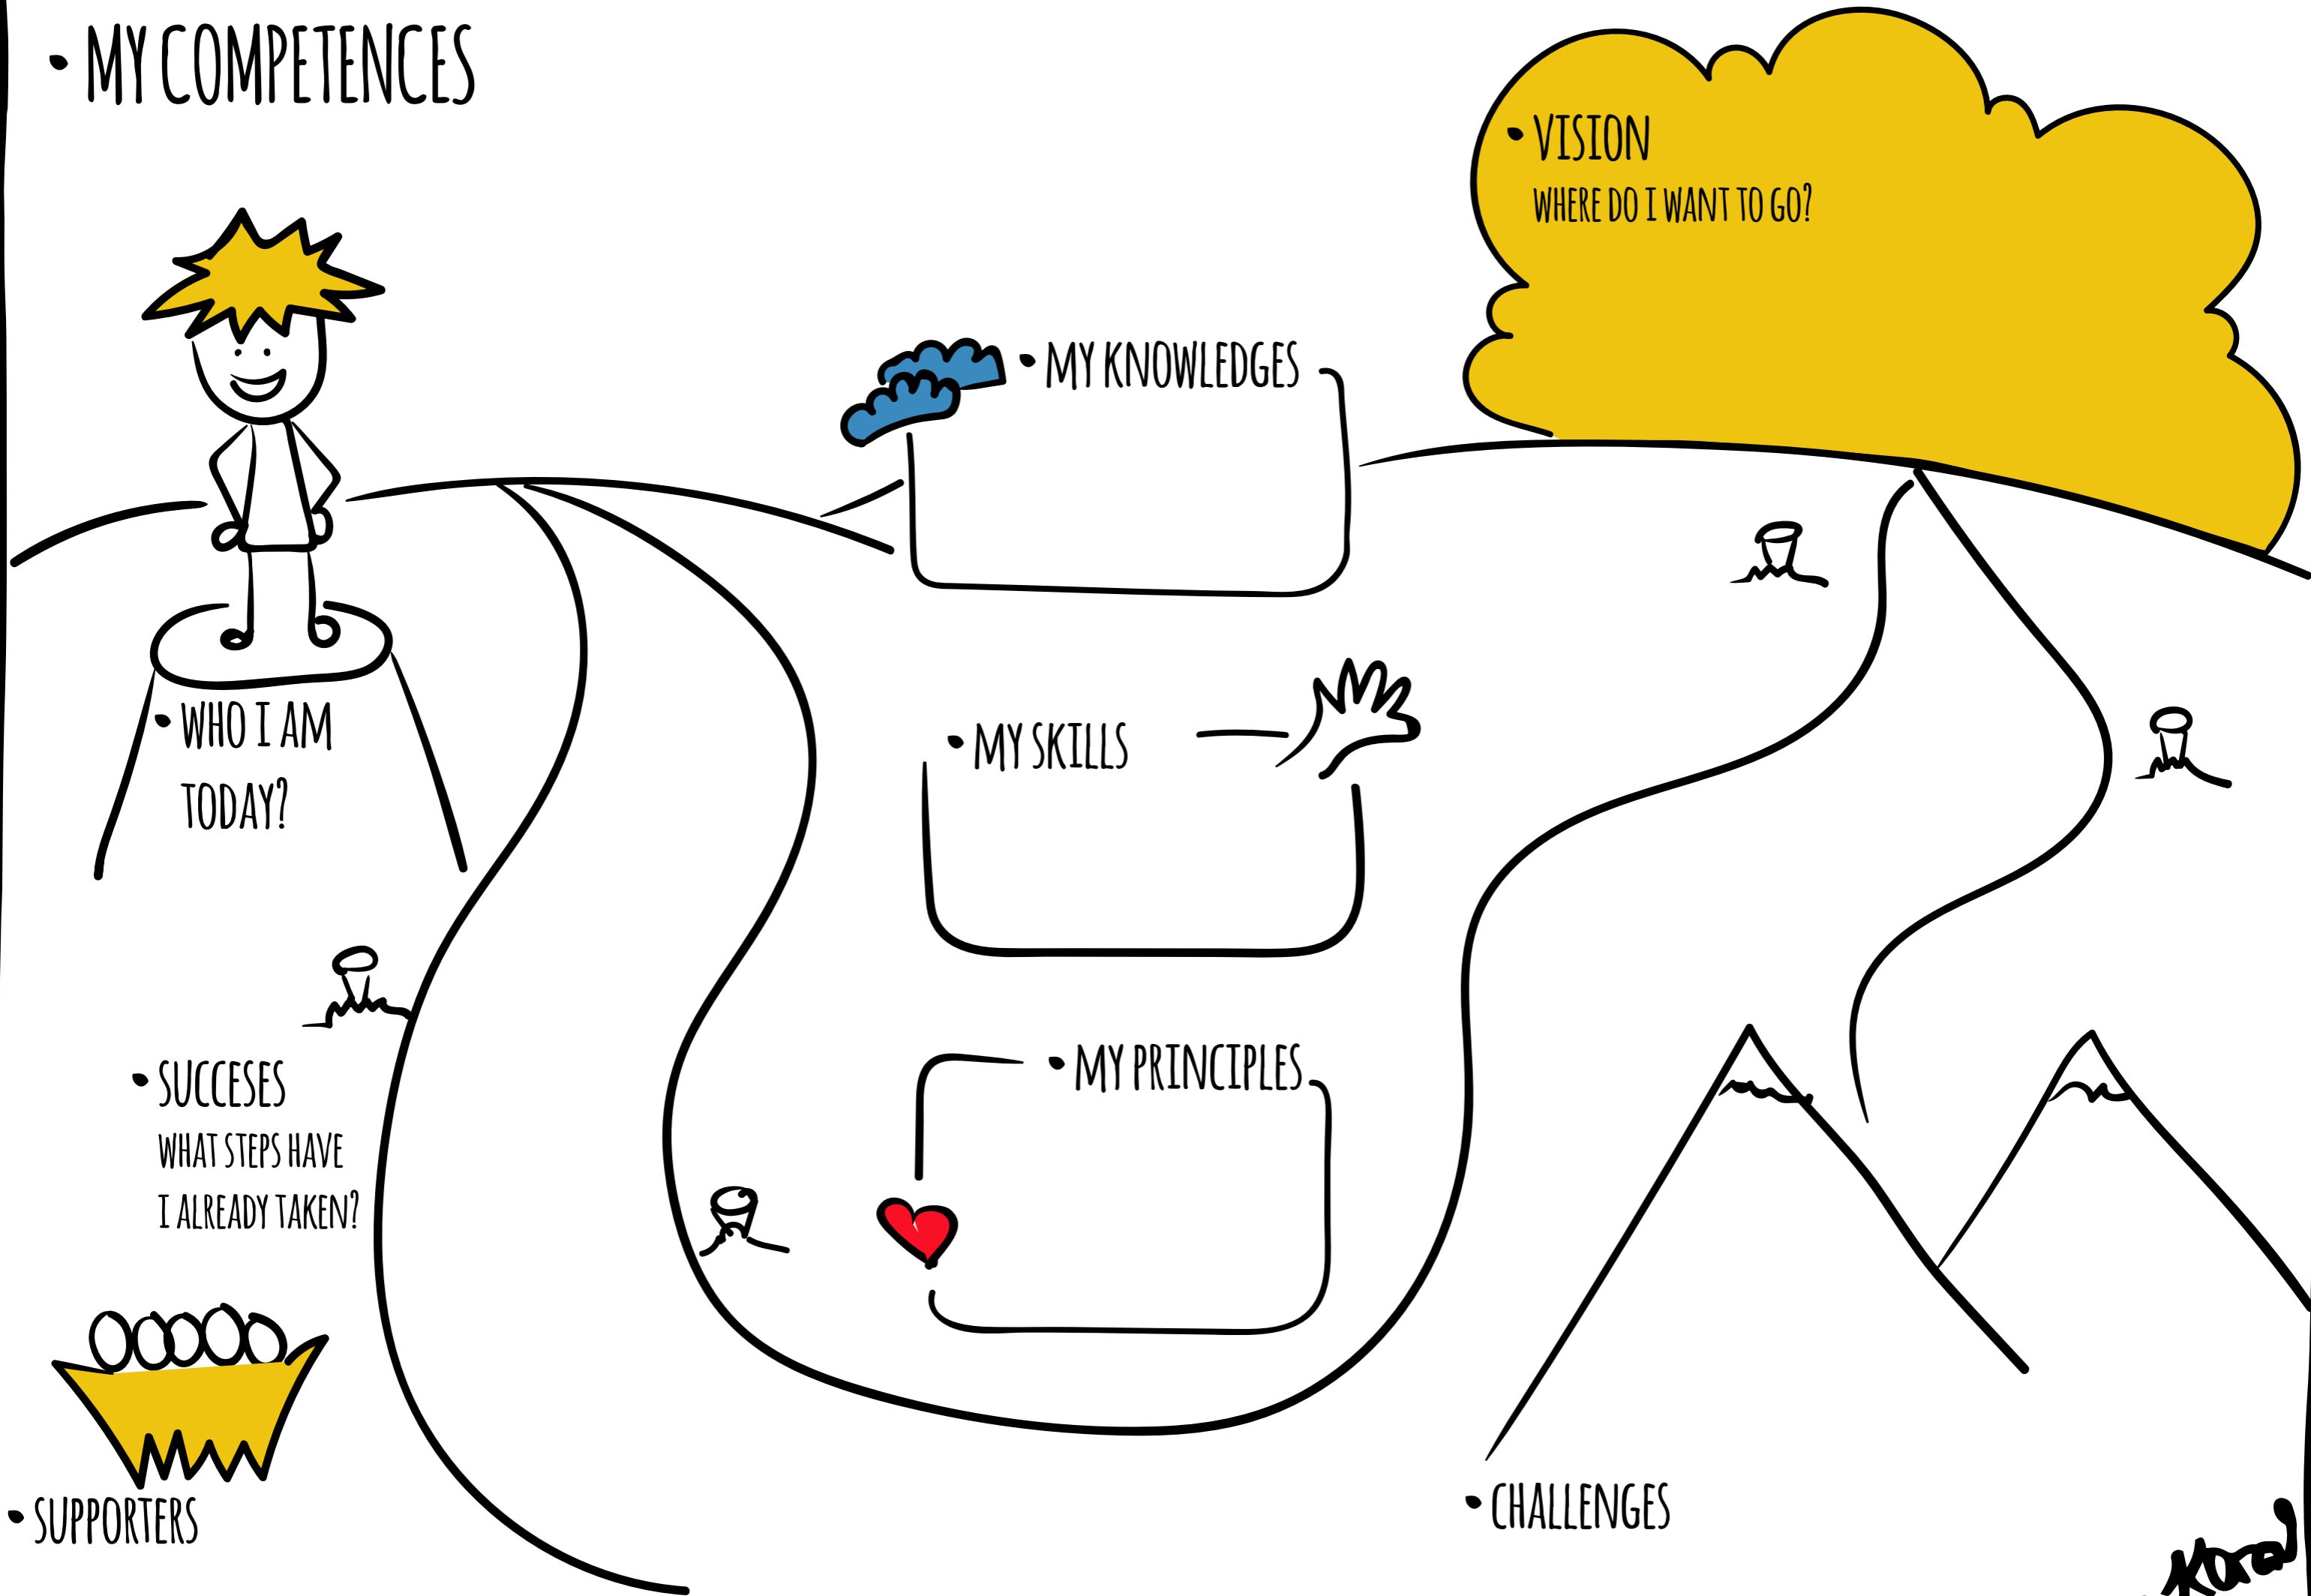 • MY COMPETENCES
• VISION
WHERE DO I WANT TO GO?
• MY KNOWLEDGES
• WHO I AM
TODAY?
• MY SKILLS
• MY PRINCIPLES
• SUCCESES
WHAT STEPS HAVE
I ALREADY TAKEN?
• SUPPORTERS
• CHALLENGES